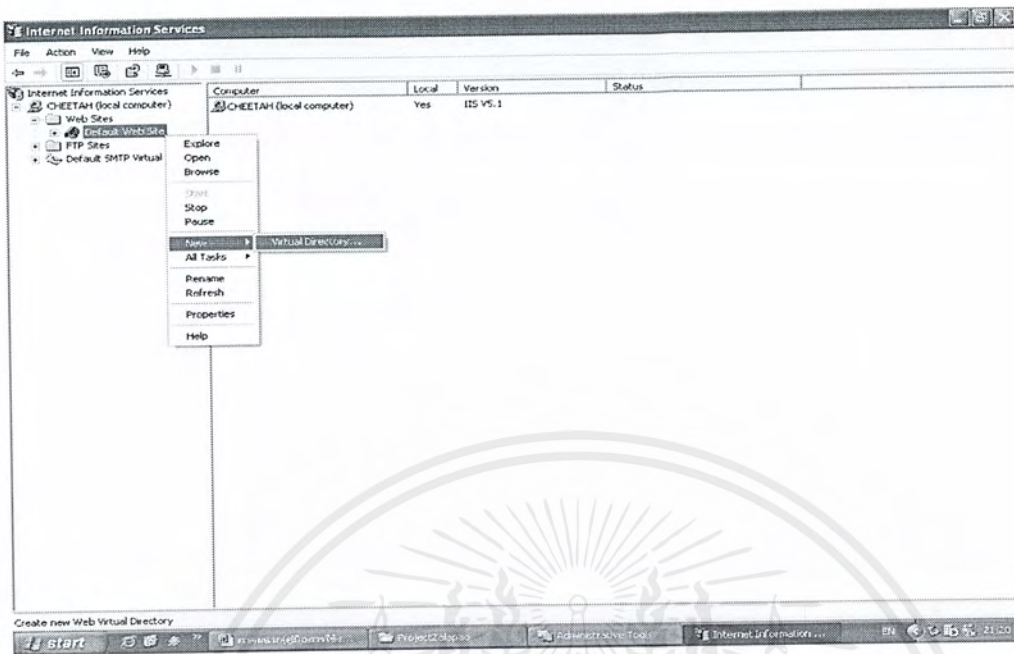 Internet Information Services
File Action View Help
Computer Local Version Status
Internet Information Services
CHEETAH (local computer)
Web Sites
Default Web Site
FTP Sites
Default SMTP Virtual
CHEETAH (local computer) Yes IIS V5.1
Explore
Open
Browse
Start
Stop
Pause
New
Virtual Directory...
All Tasks
Rename
Refresh
Properties
Help
Create new Web Virtual Directory
start
Administrative Tools
Internet Information ...
EN 21:20